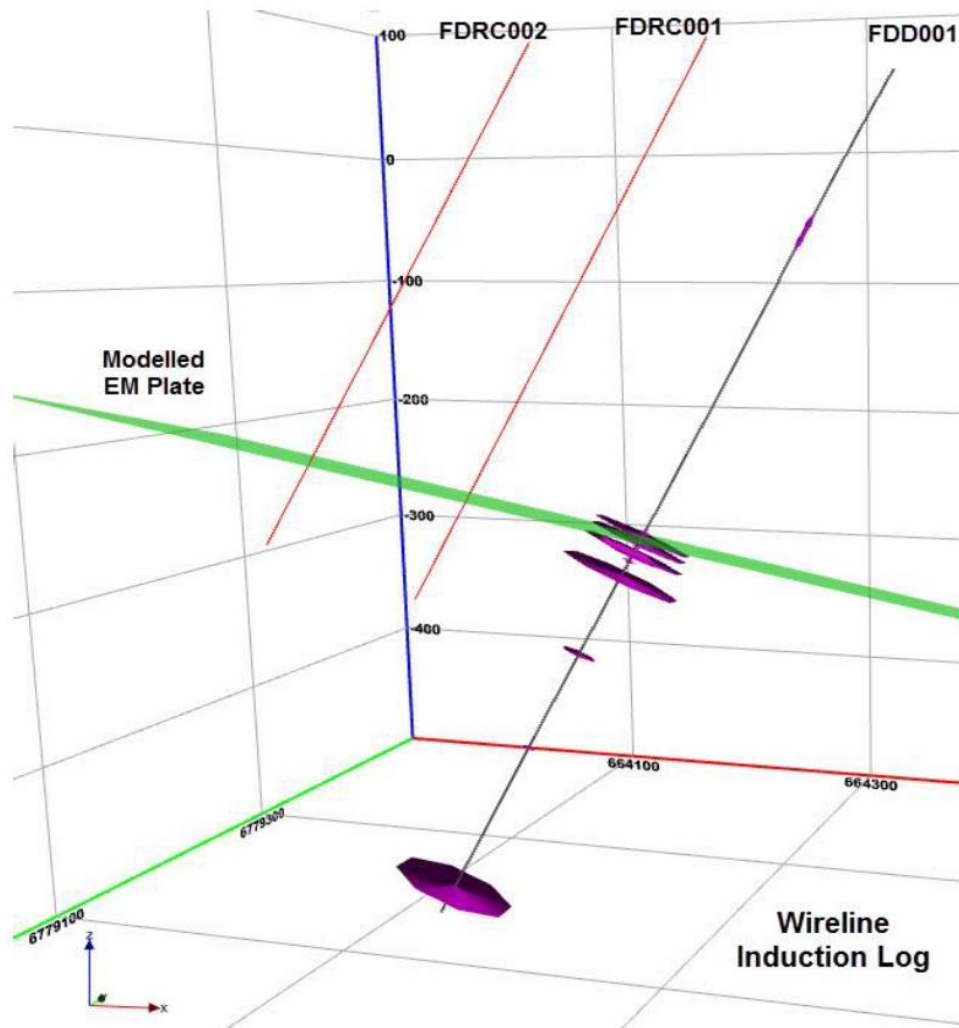 100
FDRC002
FDRC001
FDD001
0
-100
Modelled
EM Plate
-200
-300
-400
664100
664300
6779300
6779100
Wireline
Induction Log
z
x